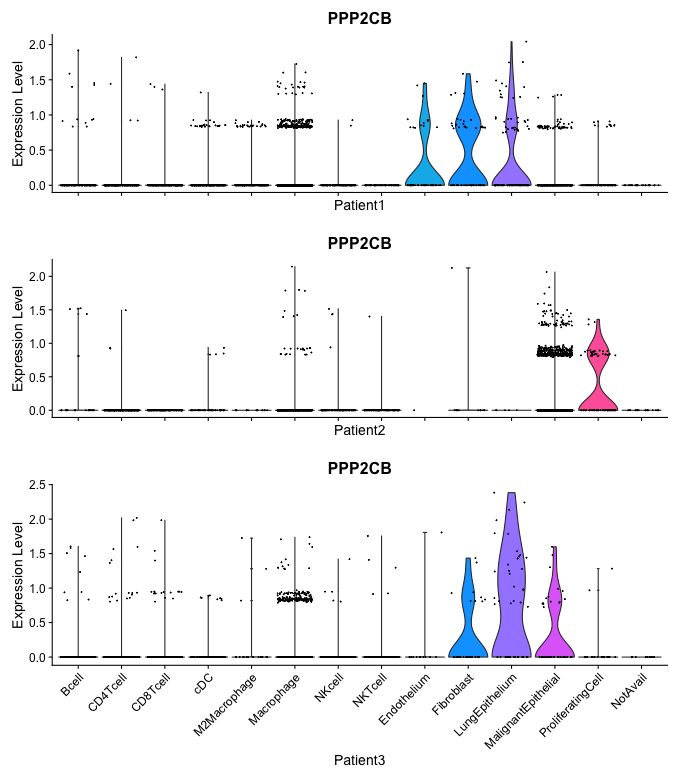 PPP2CB
Expression Level
2.0
1.5
1.0
0.5
0.0
Patient1
PPP2CB
Expression Level
2.0
1.5
1.0
0.5
0.0
Patient2
PPP2CB
Expression Level
2.5
2.0
1.5
1.0
0.5
0.0
Bcell
CD4Tcell
CD8Tcell
cDC
M2Macrophage
Macrophage
NKcell
NKTcell
Endothelium
Fibroblast
LungEpithelium
MalignantEpithelial
ProliferatingCell
NotAvail
Patient3